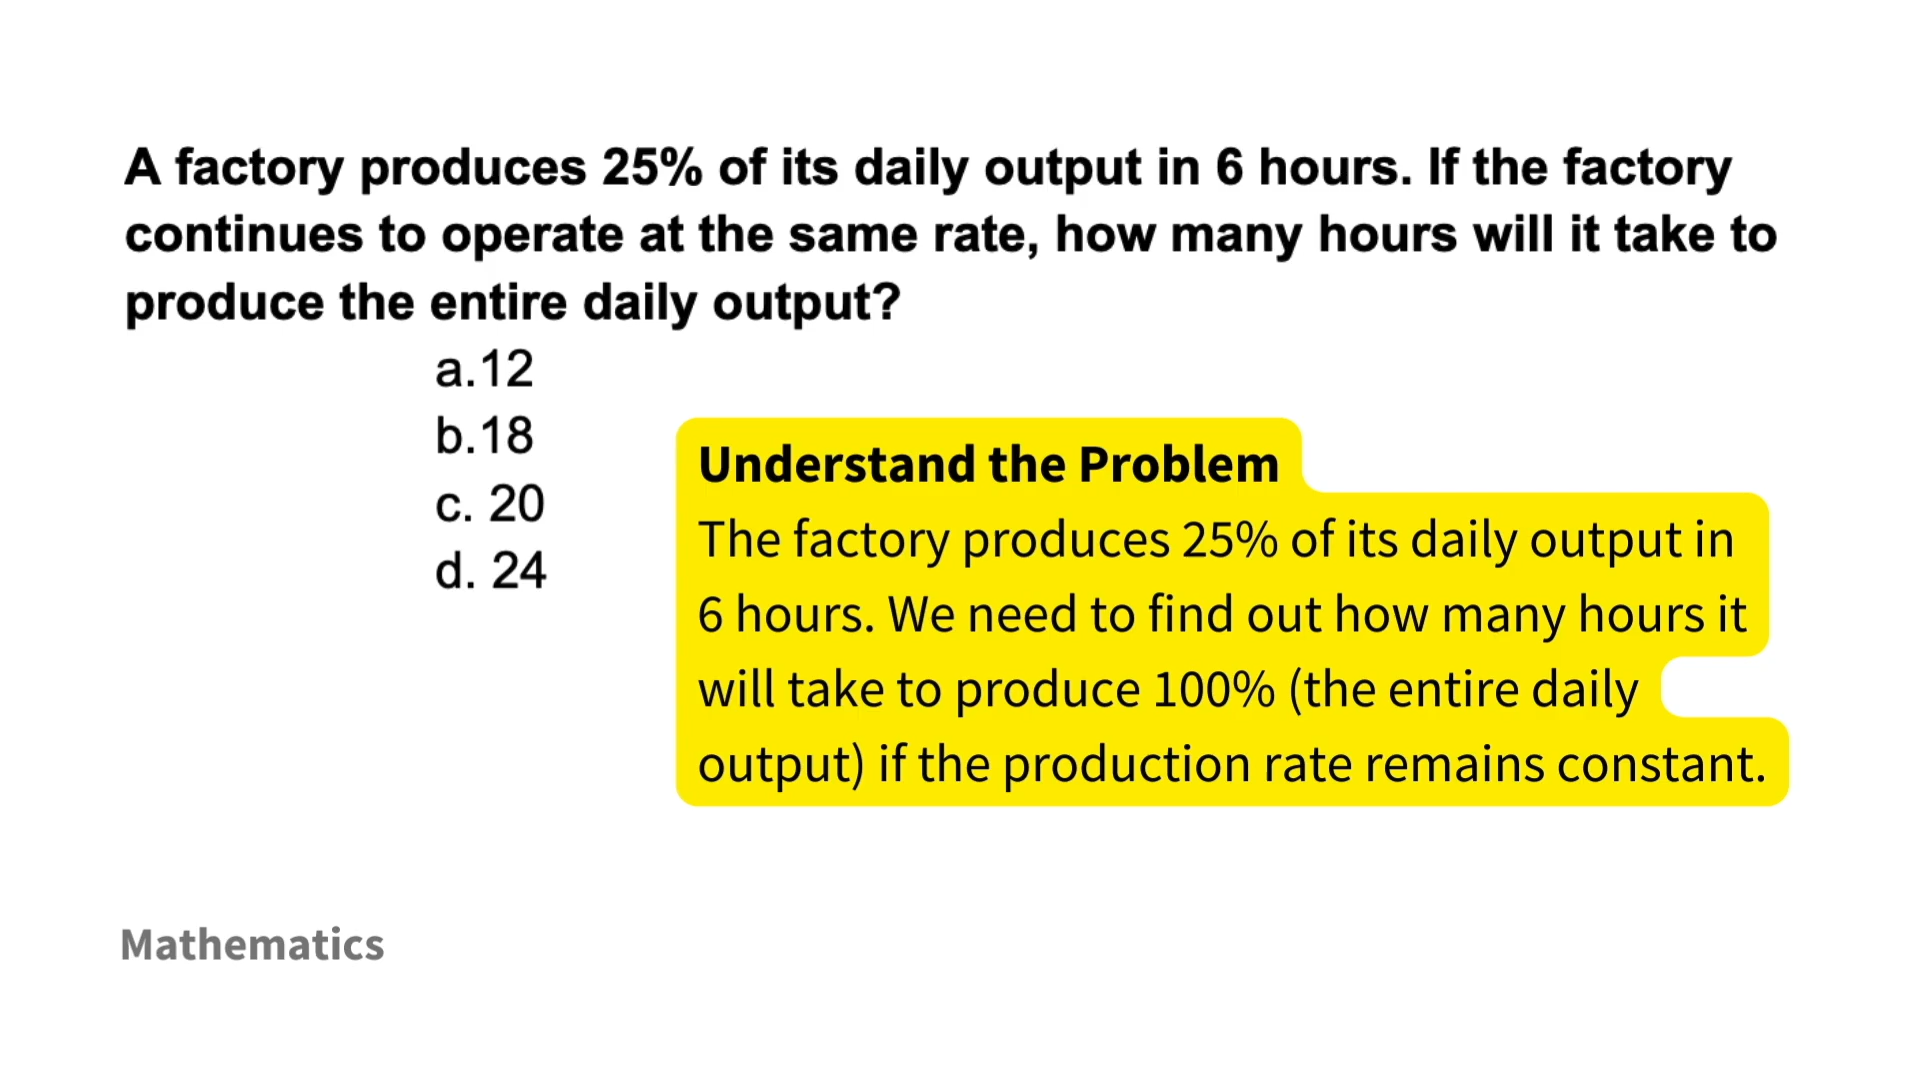 A factory produces 25% of its daily output in 6 hours. If the factory
continues to operate at the same rate, how many hours will it take to
produce the entire daily output?
a.12
b.18
c. 20
d. 24
Understand the Problem
The factory produces 25% of its daily output in
6 hours. We need to find out how many hours it
will take to produce 100% (the entire daily
output) if the production rate remains constant.
Mathematics